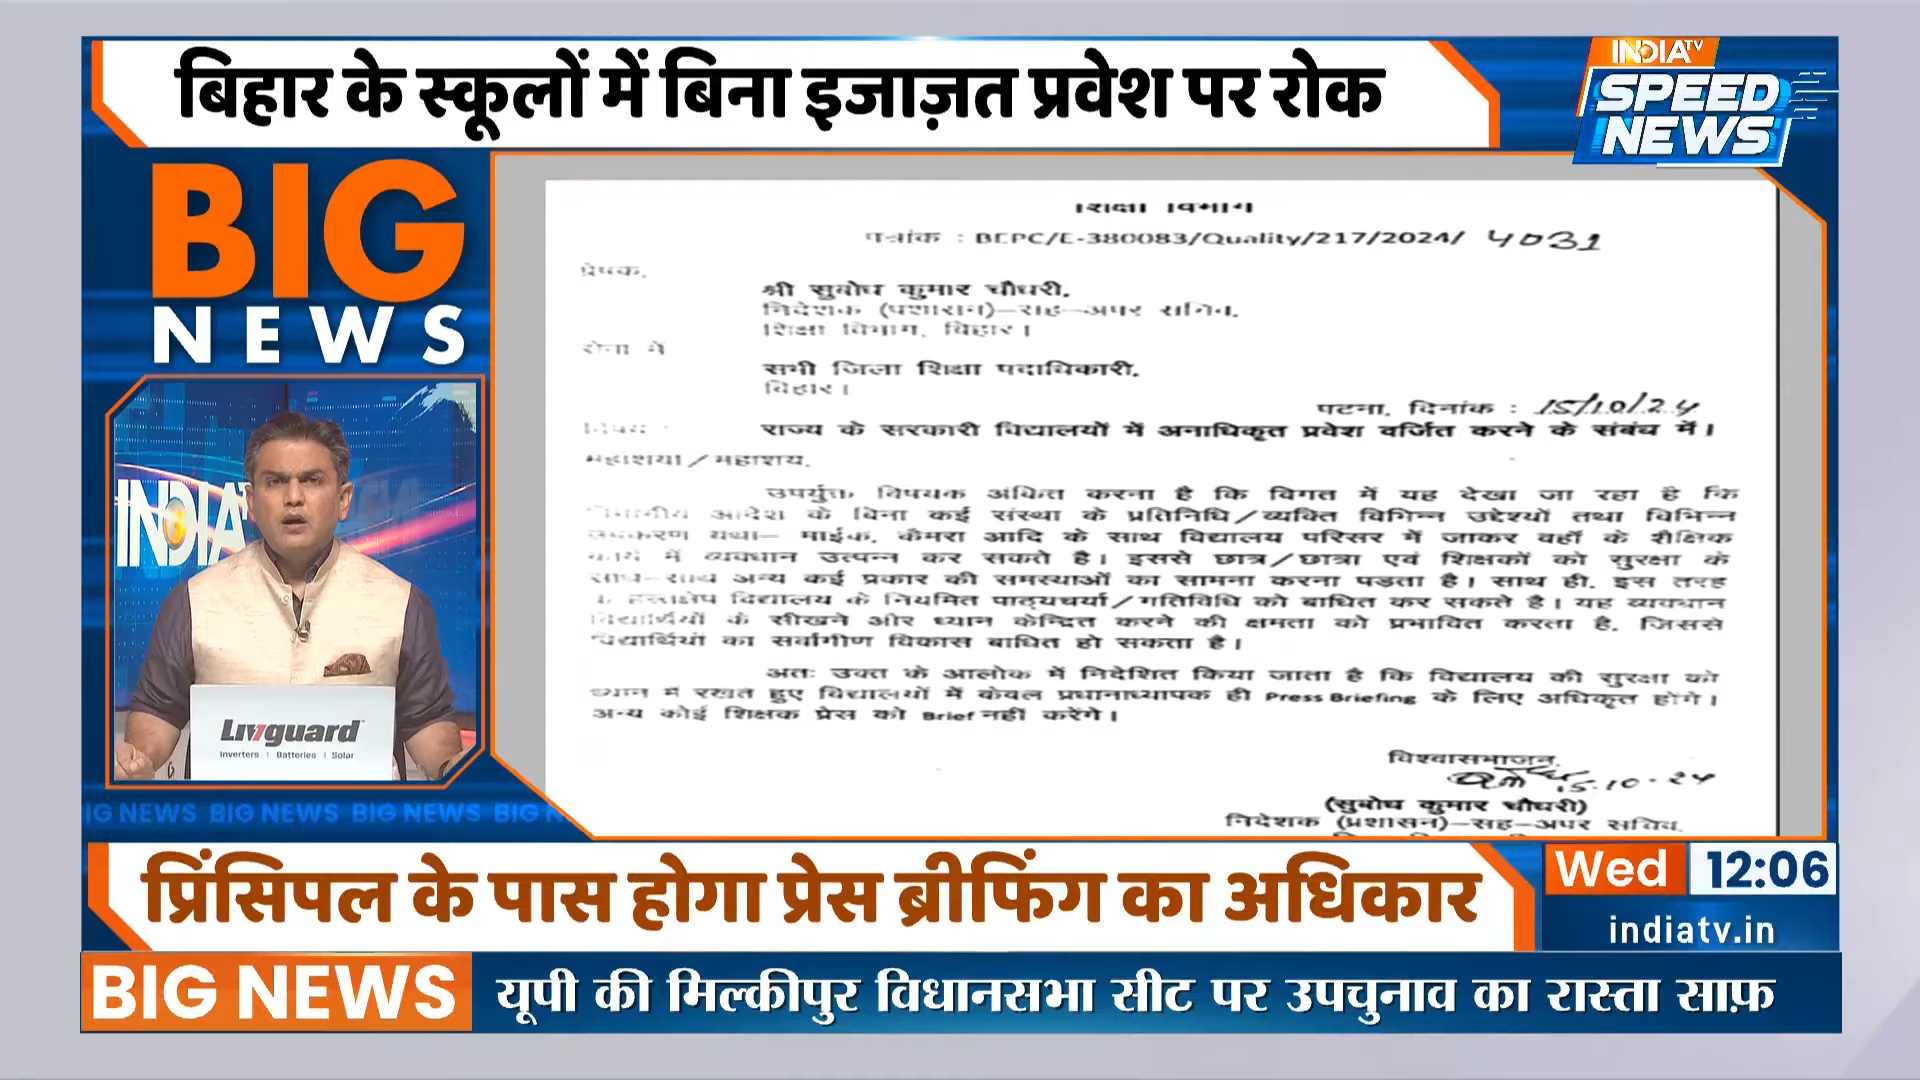 बिहार के स्कूलों में बिना इजाज़त प्रवेश पर रोक
INDIA TV
SPEED
NEWS
BIG
NEWS
शिक्षा विभाग
पत्रांक : BEPC/E-380083/Quality/217/2024/ 4031
प्रेषक,
श्री सुबोध कुमार चौधरी,
निदेशक (प्रशासन)-सह-अपर सचिव,
शिक्षा विभाग, बिहार।
सेवा में
सभी जिला शिक्षा पदाधिकारी,
बिहार।
पटना, दिनांक : 15/10/24
विषय : राज्य के सरकारी विद्यालयों में अनाधिकृत प्रवेश वर्जित करने के संबंध में।
महाशया/महाशय,
उपर्युक्त विषयक अंकित करना है कि विगत में यह देखा जा रहा है कि
विभागीय आदेश के बिना कई संस्था के प्रतिनिधि/व्यक्ति विभिन्न उद्देश्यों तथा विभिन्न
उपकरण यथा- माईक, कैमरा आदि के साथ विद्यालय परिसर में जाकर वहाँ के शैक्षिक
कार्य में व्यवधान उत्पन्न कर सकते है। इससे छात्र/छात्रा एवं शिक्षकों को सुरक्षा के
साथ-साथ अन्य कई प्रकार की समस्याओं का सामना करना पड़ता है। साथ ही, इस तरह
के हस्तक्षेप विद्यालय के नियमित पाठ्यचर्या/गतिविधि को बाधित कर सकते है। यह व्यवधान
विद्यार्थियों के सीखने और ध्यान केन्द्रित करने की क्षमता को प्रभावित करता है, जिससे
विद्यार्थियों का सर्वांगीण विकास बाधित हो सकता है।
अतः उक्त के आलोक में निदेशित किया जाता है कि विद्यालय की सुरक्षा को
ध्यान में रखते हुए विद्यालयों में केवल प्रधानाध्यापक ही Press Briefing के लिए अधिकृत होंगे।
अन्य कोई शिक्षक प्रेस को Brief नहीं करेंगे।
विश्वासभाजन,
15-10-24
(सुबोध कुमार चौधरी)
निदेशक (प्रशासन)-सह-अपर सचिव,
INDIA TV
Livguard
Inverters | Batteries | Solar
BIG NEWS BIG NEWS BIG NEWS BIG
प्रिंसिपल के पास होगा प्रेस ब्रीफिंग का अधिकार
Wed 12:06
indiatv.in
BIG NEWS यूपी की मिल्कीपुर विधानसभा सीट पर उपचुनाव का रास्ता साफ़